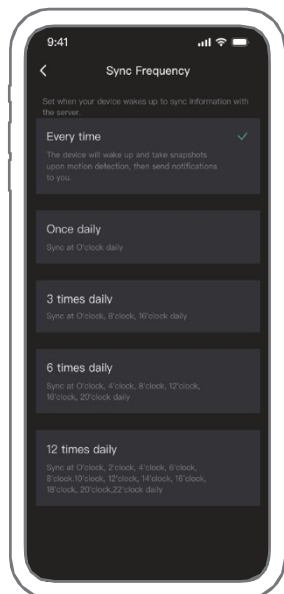 9:41
Sync Frequency
Set when your device wakes up to sync information with
the server.
Every time
The device will wake up and take snapshots
upon motion detection, then send notifications
to you.
Once daily
Sync at O'clock daily
3 times daily
Sync at O'clock, 8'clock, 16'clock daily
6 times daily
Sync at O'clock, 4'clock, 8'clock, 12'clock,
16'clock, 20'clock daily
12 times daily
Sync at O'clock, 2'clock, 4'clock, 6'clock,
8'clock.10'clock, 12'clock, 14'clock, 16'clock,
18'clock, 20'clock,22'clock daily